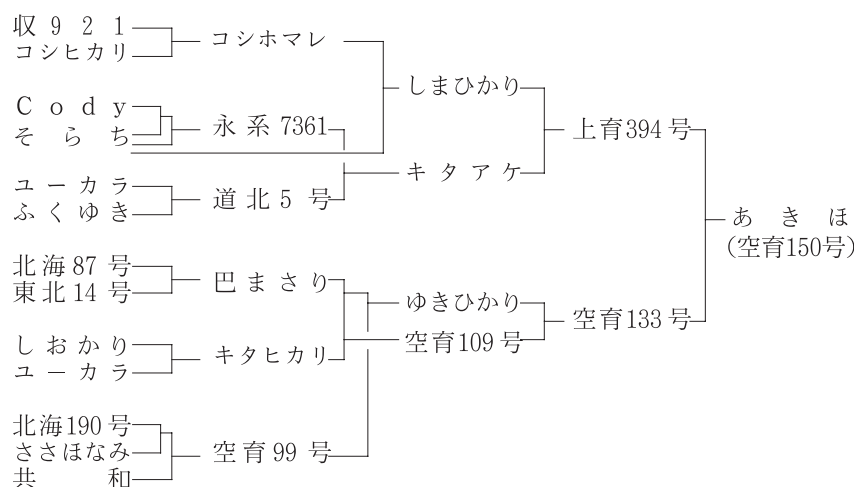 収921
コシヒカリ
Cody
そらち
ユーカラ
ふくゆき
北海87号
東北14号
しおかり
ユーカラ
北海190号
ささほなみ
共和
コシホマレ
永系7361
道北5号
巴まさり
キタヒカリ
空育99号
しまひかり
キタアケ
ゆきひかり
空育109号
上育394号
空育133号
あきほ
(空育150号)